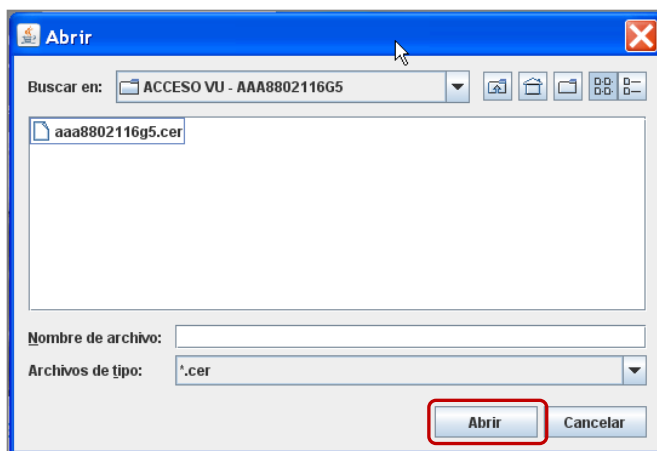 Abrir
Buscar en: ACCESO VU - AAA8802116G5
aaa8802116g5.cer
Nombre de archivo:
Archivos de tipo: *.cer
Abrir Cancelar